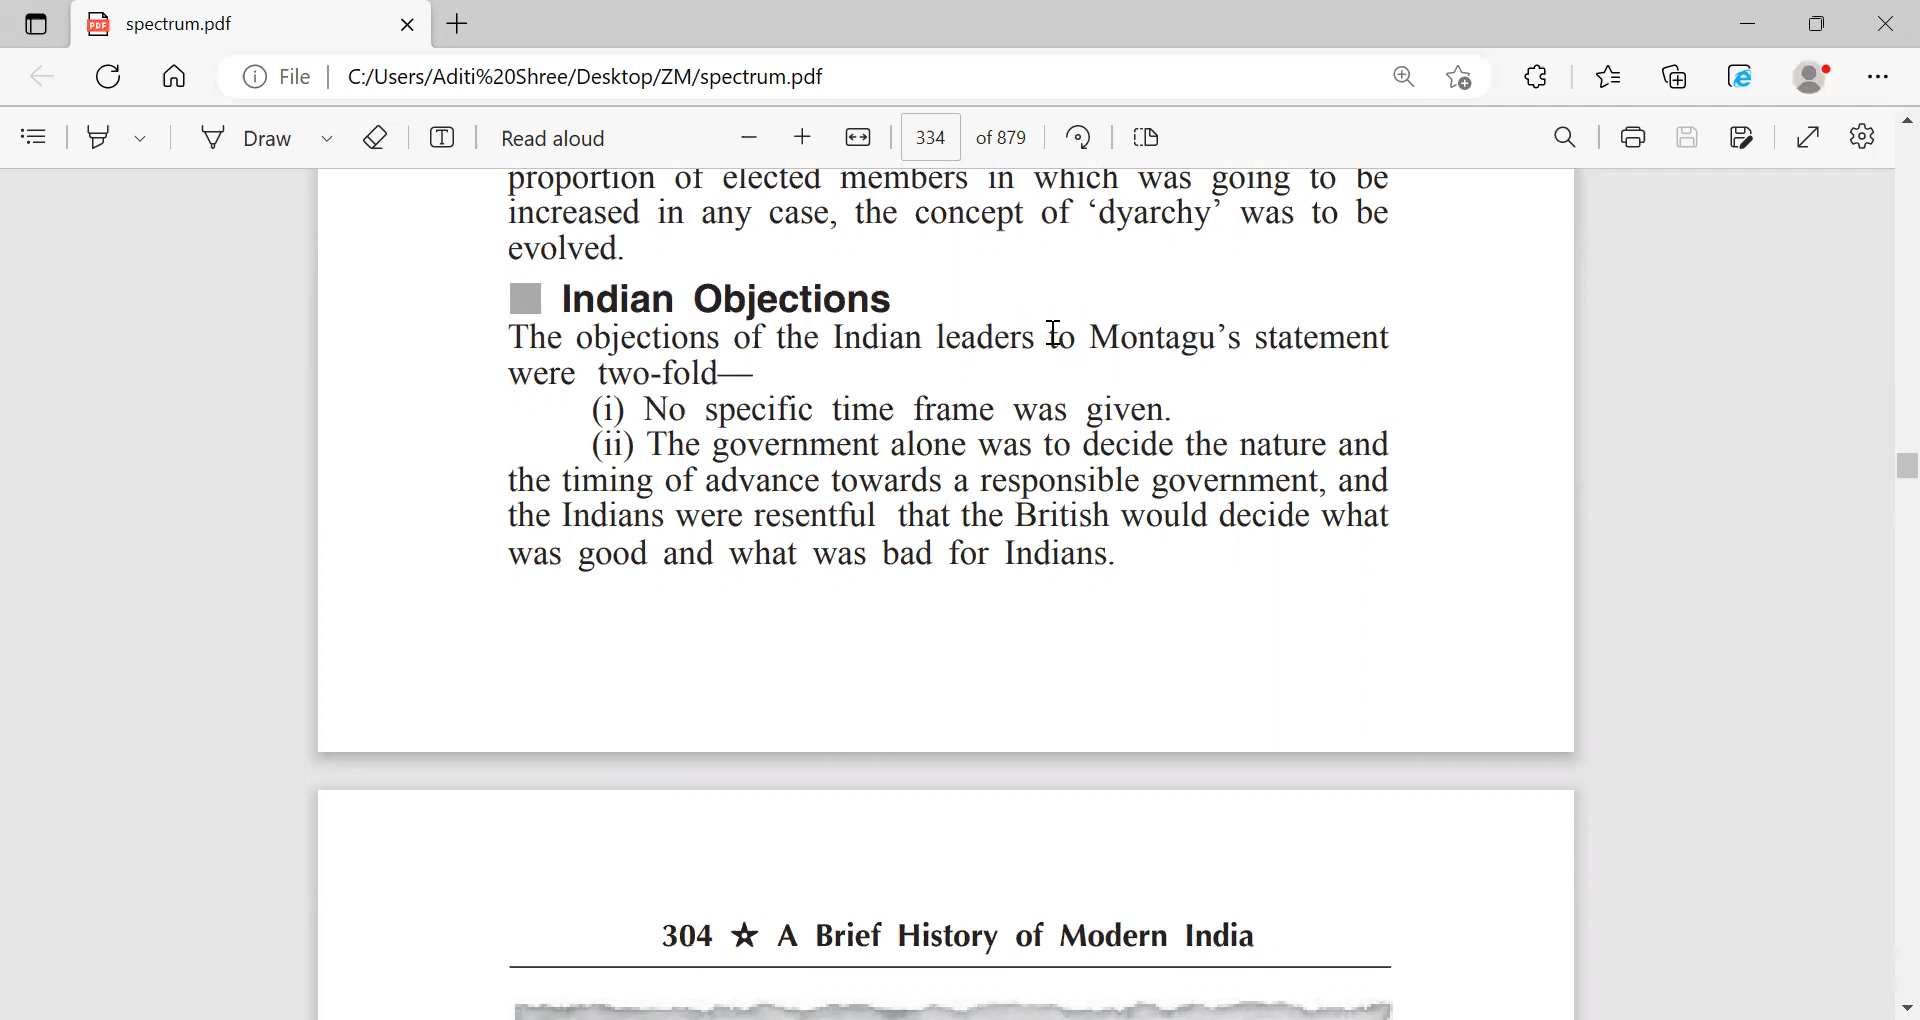 spectrum.pdf
File
C:/Users/Aditi%20Shree/Desktop/ZM/spectrum.pdf
Draw
Read aloud
334
of 879
proportion of elected members in which was going to be
increased in any case, the concept of ‘dyarchy’ was to be
evolved.
Indian Objections
The objections of the Indian leaders to Montagu’s statement
were two-fold—
(i) No specific time frame was given.
(ii) The government alone was to decide the nature and
the timing of advance towards a responsible government, and
the Indians were resentful that the British would decide what
was good and what was bad for Indians.
304 ★ A Brief History of Modern India